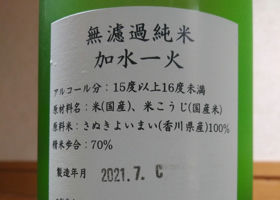 無濾過純米
加水一火
アルコール分：15度以上16度未満
原材料名：米(国産)、米こうじ(国産米)
原料米：さぬきよいまい(香川県産)100%
精米歩合：70%
製造年月 2021.7. C